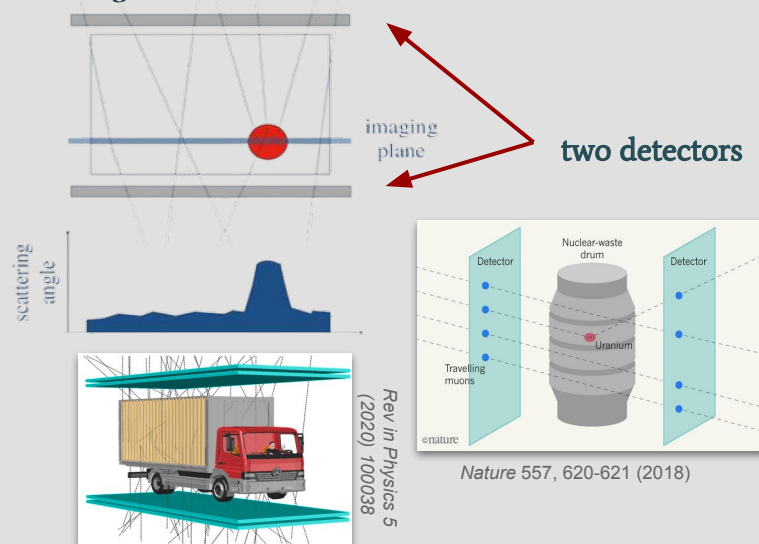 imaging
plane
two detectors
scattering
angle
Nuclear-waste
drum
Detector
Detector
Uranium
Travelling
muons
©nature
Rev in Physics 5
(2020) 100038
Nature 557, 620-621 (2018)